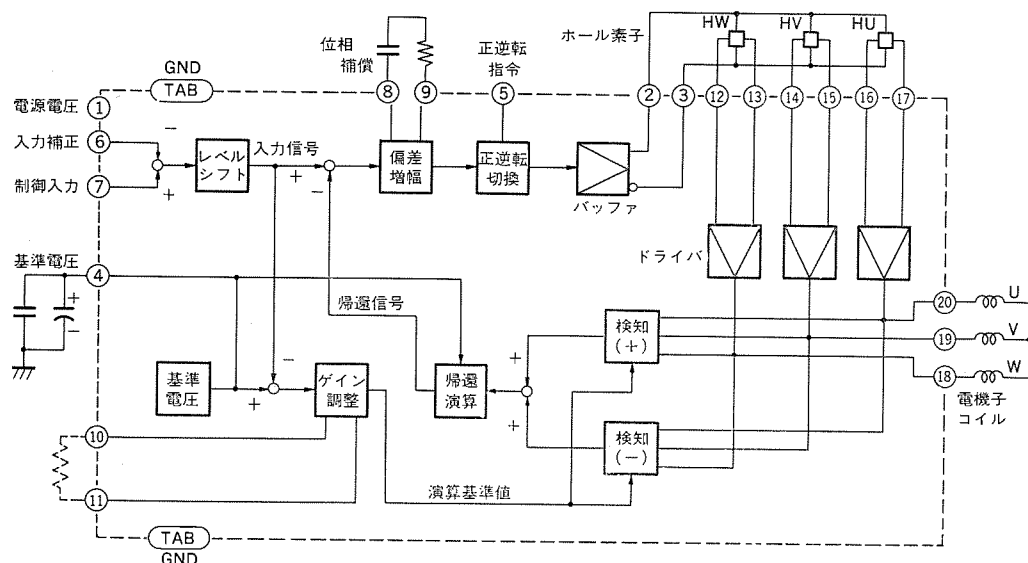 HW
HV
HU
ホール素子
位相
補償
正逆転
指令
GND
TAB
8
9
5
2
3
12
13
14
15
16
17
電源電圧
1
入力補正
6
制御入力
7
−
+
レベル
シフト
入力信号
+
−
偏差
増幅
正逆転
切換
バッファ
ドライバ
基準電圧
4
+
−
帰還信号
検知
(+)
20
U
19
V
18
W
電機子
コイル
基準
電圧
+
−
ゲイン
調整
帰還
演算
+
+
検知
(−)
10
11
演算基準値
TAB
GND